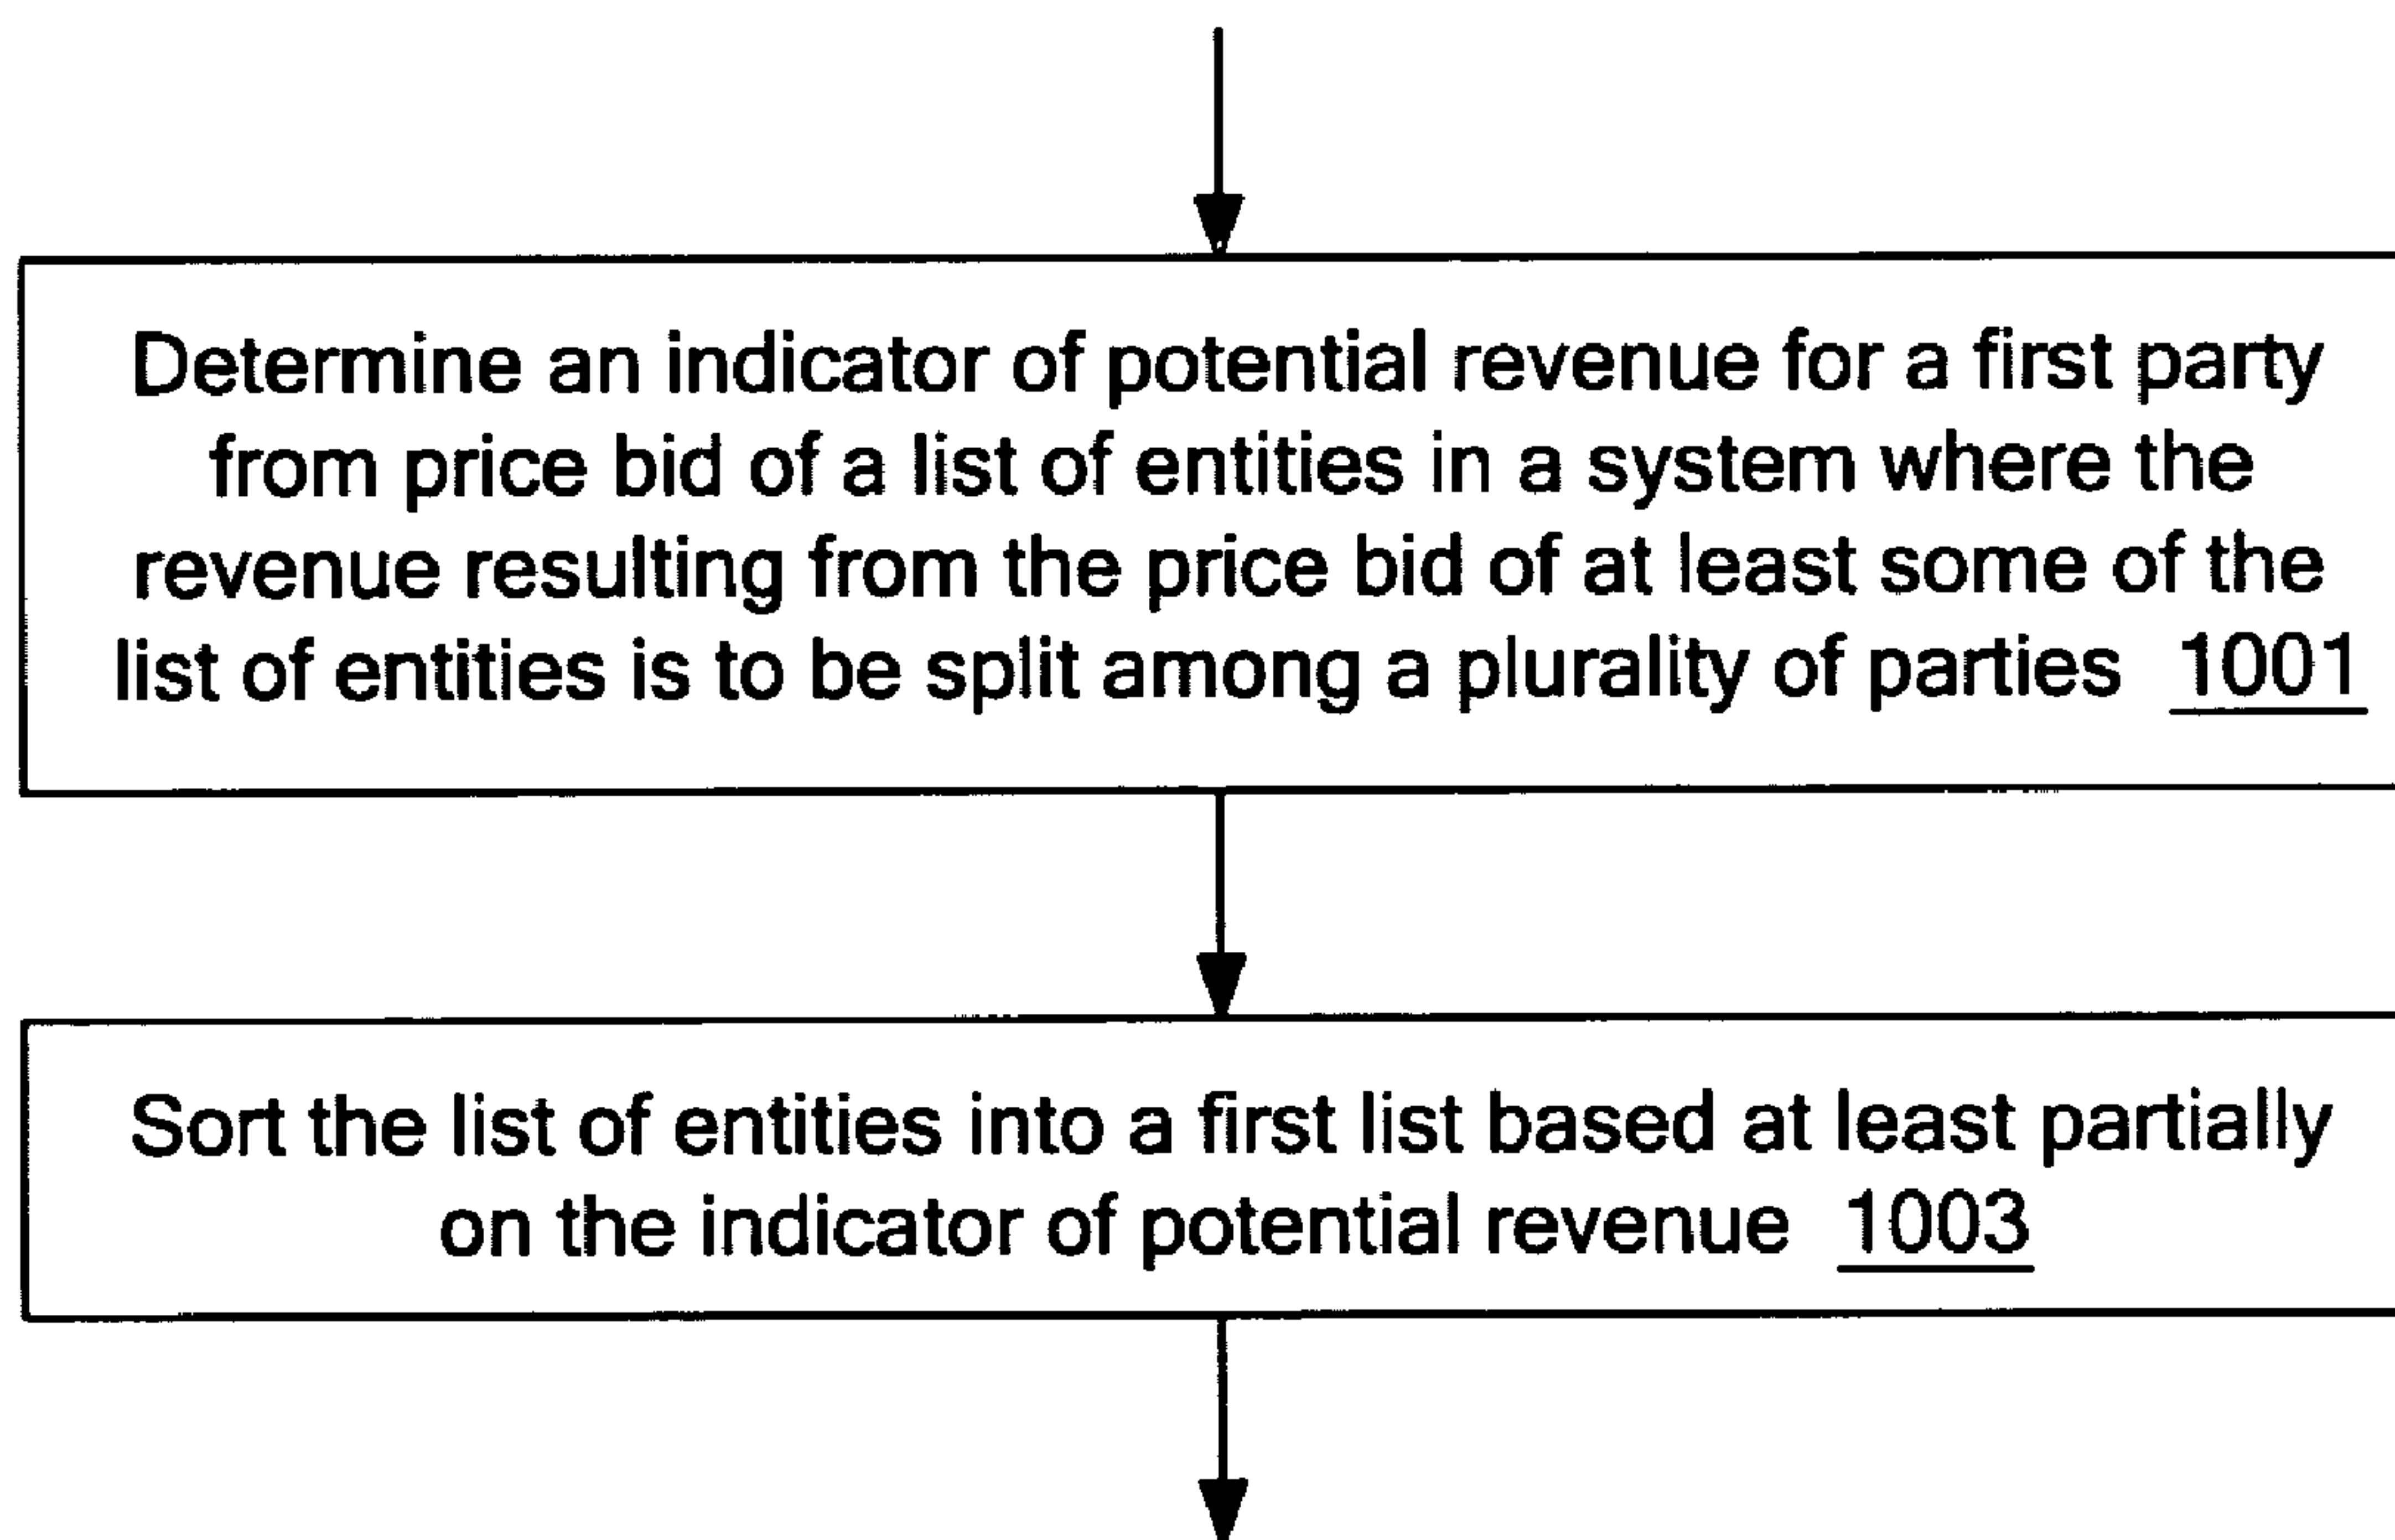 Determine an indicator of potential revenue for a first party
from price bid of a list of entities in a system where the
revenue resulting from the price bid of at least some of the
list of entities is to be split among a plurality of parties 1001
Sort the list of entities into a first list based at least partially
on the indicator of potential revenue 1003